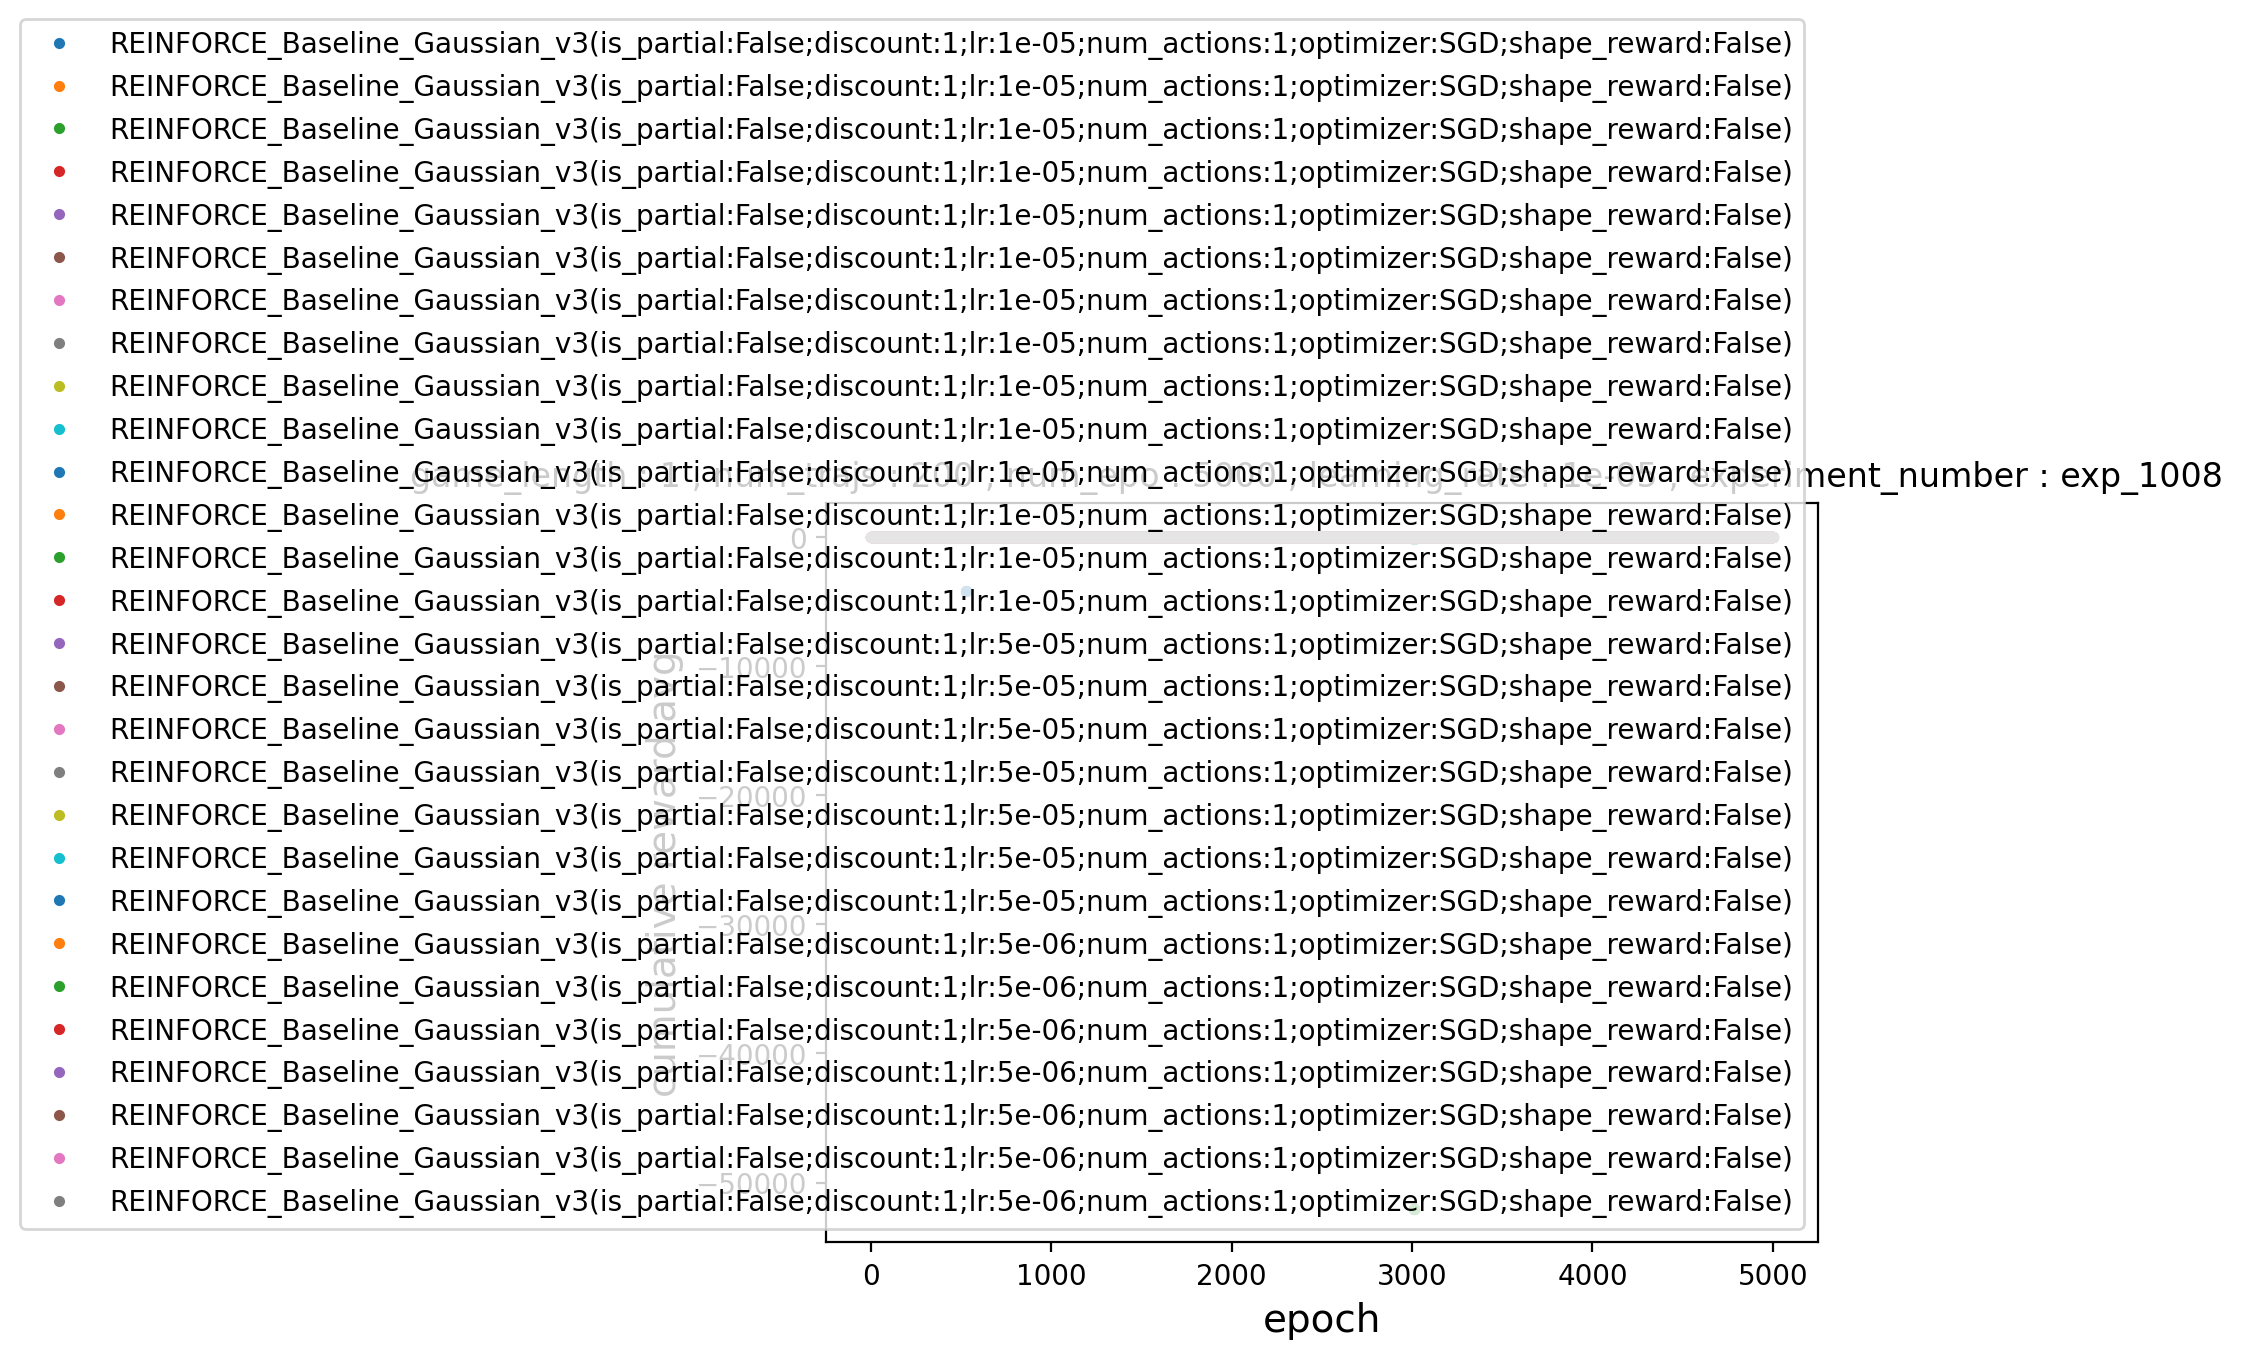 REINFORCE_Baseline_Gaussian_v3(is_partial:False;discount:1;lr:1e-05;num_actions:1;optimizer:SGD;shape_reward:False)
REINFORCE_Baseline_Gaussian_v3(is_partial:False;discount:1;lr:1e-05;num_actions:1;optimizer:SGD;shape_reward:False)
REINFORCE_Baseline_Gaussian_v3(is_partial:False;discount:1;lr:1e-05;num_actions:1;optimizer:SGD;shape_reward:False)
REINFORCE_Baseline_Gaussian_v3(is_partial:False;discount:1;lr:1e-05;num_actions:1;optimizer:SGD;shape_reward:False)
REINFORCE_Baseline_Gaussian_v3(is_partial:False;discount:1;lr:1e-05;num_actions:1;optimizer:SGD;shape_reward:False)
REINFORCE_Baseline_Gaussian_v3(is_partial:False;discount:1;lr:1e-05;num_actions:1;optimizer:SGD;shape_reward:False)
REINFORCE_Baseline_Gaussian_v3(is_partial:False;discount:1;lr:1e-05;num_actions:1;optimizer:SGD;shape_reward:False)
REINFORCE_Baseline_Gaussian_v3(is_partial:False;discount:1;lr:1e-05;num_actions:1;optimizer:SGD;shape_reward:False)
REINFORCE_Baseline_Gaussian_v3(is_partial:False;discount:1;lr:1e-05;num_actions:1;optimizer:SGD;shape_reward:False)
REINFORCE_Baseline_Gaussian_v3(is_partial:False;discount:1;lr:1e-05;num_actions:1;optimizer:SGD;shape_reward:False)
REINFORCE_Baseline_Gaussian_v3(is_partial:False;discount:1;lr:1e-05;num_actions:1;optimizer:SGD;shape_reward:False)
REINFORCE_Baseline_Gaussian_v3(is_partial:False;discount:1;lr:1e-05;num_actions:1;optimizer:SGD;shape_reward:False)
REINFORCE_Baseline_Gaussian_v3(is_partial:False;discount:1;lr:1e-05;num_actions:1;optimizer:SGD;shape_reward:False)
REINFORCE_Baseline_Gaussian_v3(is_partial:False;discount:1;lr:1e-05;num_actions:1;optimizer:SGD;shape_reward:False)
REINFORCE_Baseline_Gaussian_v3(is_partial:False;discount:1;lr:5e-05;num_actions:1;optimizer:SGD;shape_reward:False)
REINFORCE_Baseline_Gaussian_v3(is_partial:False;discount:1;lr:5e-05;num_actions:1;optimizer:SGD;shape_reward:False)
REINFORCE_Baseline_Gaussian_v3(is_partial:False;discount:1;lr:5e-05;num_actions:1;optimizer:SGD;shape_reward:False)
REINFORCE_Baseline_Gaussian_v3(is_partial:False;discount:1;lr:5e-05;num_actions:1;optimizer:SGD;shape_reward:False)
REINFORCE_Baseline_Gaussian_v3(is_partial:False;discount:1;lr:5e-05;num_actions:1;optimizer:SGD;shape_reward:False)
REINFORCE_Baseline_Gaussian_v3(is_partial:False;discount:1;lr:5e-05;num_actions:1;optimizer:SGD;shape_reward:False)
REINFORCE_Baseline_Gaussian_v3(is_partial:False;discount:1;lr:5e-05;num_actions:1;optimizer:SGD;shape_reward:False)
REINFORCE_Baseline_Gaussian_v3(is_partial:False;discount:1;lr:5e-06;num_actions:1;optimizer:SGD;shape_reward:False)
REINFORCE_Baseline_Gaussian_v3(is_partial:False;discount:1;lr:5e-06;num_actions:1;optimizer:SGD;shape_reward:False)
REINFORCE_Baseline_Gaussian_v3(is_partial:False;discount:1;lr:5e-06;num_actions:1;optimizer:SGD;shape_reward:False)
REINFORCE_Baseline_Gaussian_v3(is_partial:False;discount:1;lr:5e-06;num_actions:1;optimizer:SGD;shape_reward:False)
REINFORCE_Baseline_Gaussian_v3(is_partial:False;discount:1;lr:5e-06;num_actions:1;optimizer:SGD;shape_reward:False)
REINFORCE_Baseline_Gaussian_v3(is_partial:False;discount:1;lr:5e-06;num_actions:1;optimizer:SGD;shape_reward:False)
REINFORCE_Baseline_Gaussian_v3(is_partial:False;discount:1;lr:5e-06;num_actions:1;optimizer:SGD;shape_reward:False)
game_length : 1 , num_trajs : 200 , num_epo : 5000 , learning_rate : 1e-05 , experiment_number : exp_1008
cumulative reward avg
0
−10000
−20000
−30000
−40000
−50000
0 1000 2000 3000 4000 5000
epoch